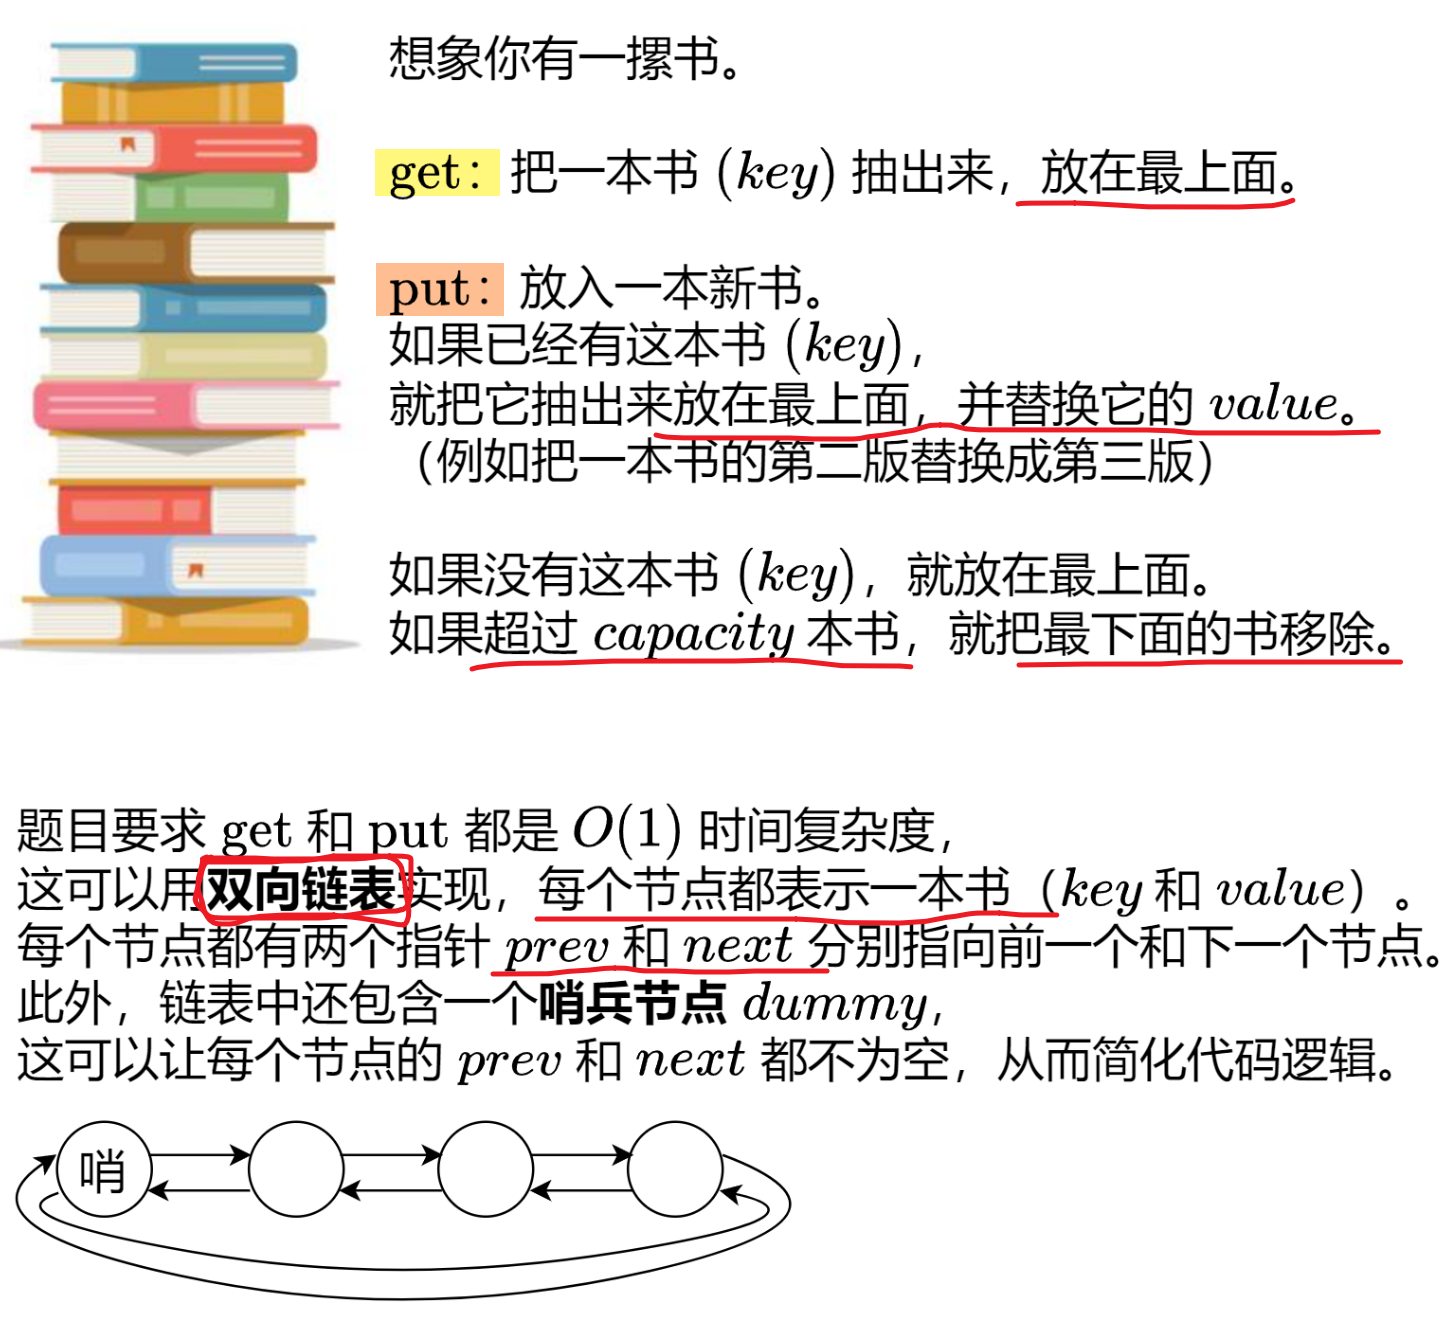 想象你有一摞书。
get：把一本书 (key) 抽出来，放在最上面。
put：放入一本新书。
如果已经有这本书 (key)，
就把它抽出来放在最上面，并替换它的 value。
（例如把一本书的第二版替换成第三版）
如果没有这本书 (key)，就放在最上面。
如果超过 capacity 本书，就把最下面的书移除。
题目要求 get 和 put 都是 O(1) 时间复杂度，
这可以用双向链表实现，每个节点都表示一本书（key 和 value）。
每个节点都有两个指针 prev 和 next 分别指向前一个和下一个节点。
此外，链表中还包含一个哨兵节点 dummy，
这可以让每个节点的 prev 和 next 都不为空，从而简化代码逻辑。
哨